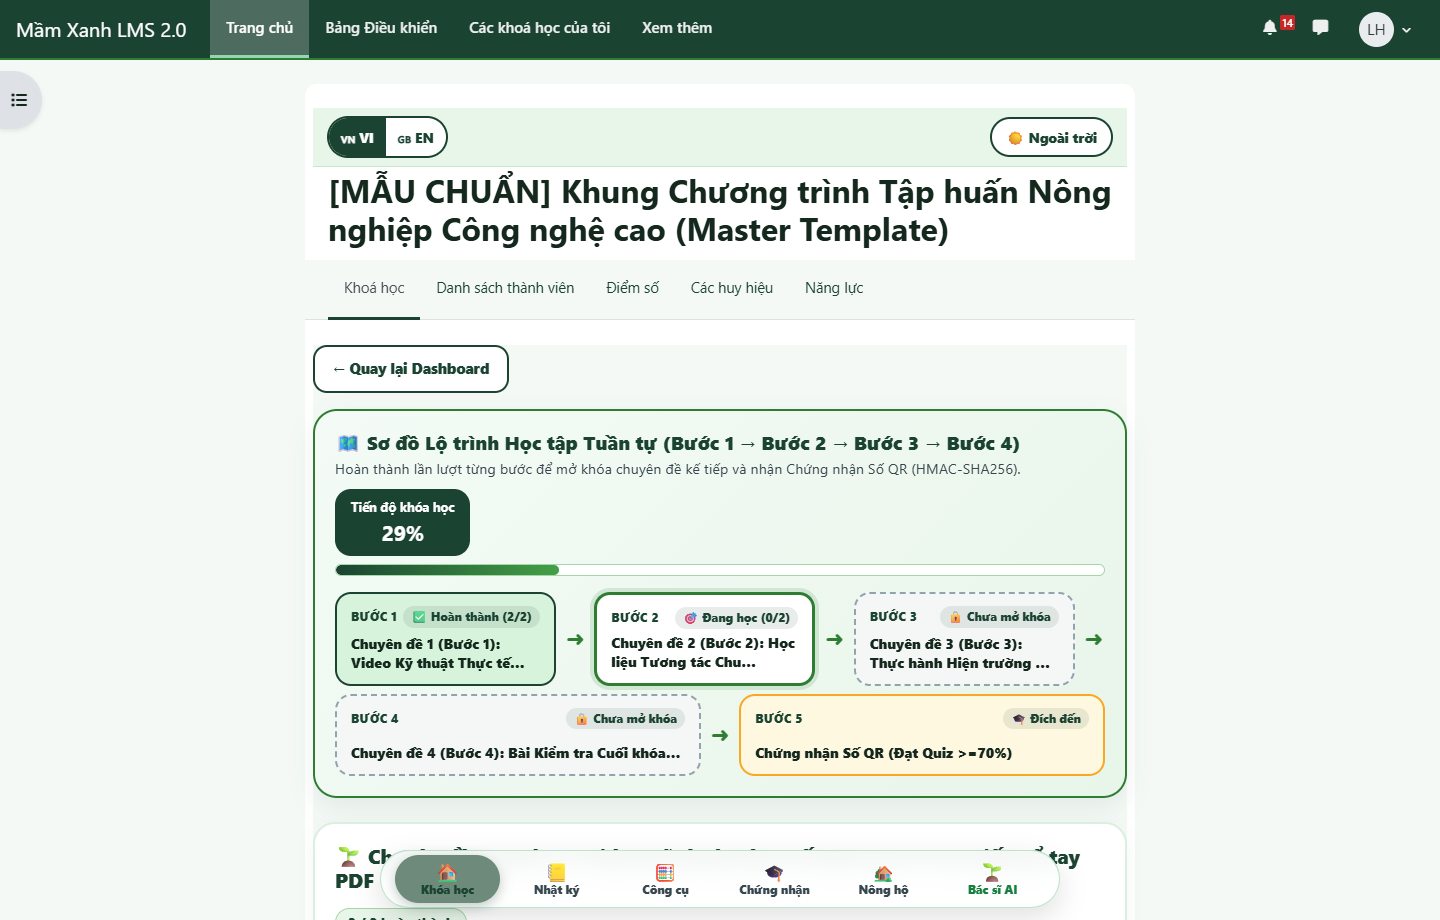 Mầm Xanh LMS 2.0
Trang chủ
Bảng Điều khiển
Các khoá học của tôi
Xem thêm
14
LH
VN VI
GB EN
Ngoài trời
[MẪU CHUẨN] Khung Chương trình Tập huấn Nông
nghiệp Công nghệ cao (Master Template)
Khoá học
Danh sách thành viên
Điểm số
Các huy hiệu
Năng lực
← Quay lại Dashboard
Sơ đồ Lộ trình Học tập Tuần tự (Bước 1 → Bước 2 → Bước 3 → Bước 4)
Hoàn thành lần lượt từng bước để mở khóa chuyên đề kế tiếp và nhận Chứng nhận Số QR (HMAC-SHA256).
Tiến độ khóa học
29%
BƯỚC 1
Hoàn thành (2/2)
Chuyên đề 1 (Bước 1):
Video Kỹ thuật Thực tế...
BƯỚC 2
Đang học (0/2)
Chuyên đề 2 (Bước 2): Học
liệu Tương tác Chu...
BƯỚC 3
Chưa mở khóa
Chuyên đề 3 (Bước 3):
Thực hành Hiện trường ...
BƯỚC 4
Chưa mở khóa
Chuyên đề 4 (Bước 4): Bài Kiểm tra Cuối khóa...
BƯỚC 5
Đích đến
Chứng nhận Số QR (Đạt Quiz >=70%)
tay
PDF
Khóa học
Nhật ký
Công cụ
Chứng nhận
Nông hộ
Bác sĩ AI